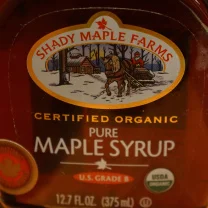 SHADY MAPLE FARMS
CERTIFIED ORGANIC
PURE
MAPLE SYRUP
U.S. GRADE B
USDA
ORGANIC
12.7 FL.OZ. (375 mL)